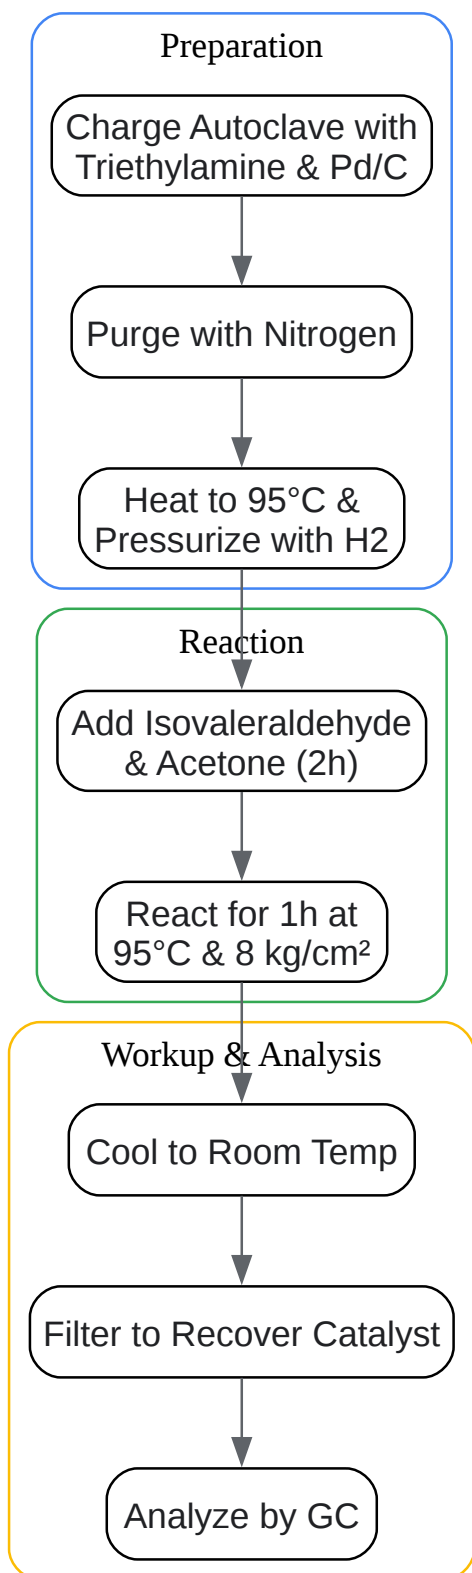 Preparation
Charge Autoclave with
Triethylamine & Pd/C
Purge with Nitrogen
Heat to 95°C &
Pressurize with H2
Reaction
Add Isovaleraldehyde
& Acetone (2h)
React for 1h at
95°C & 8 kg/cm²
Workup & Analysis
Cool to Room Temp
Filter to Recover Catalyst
Analyze by GC